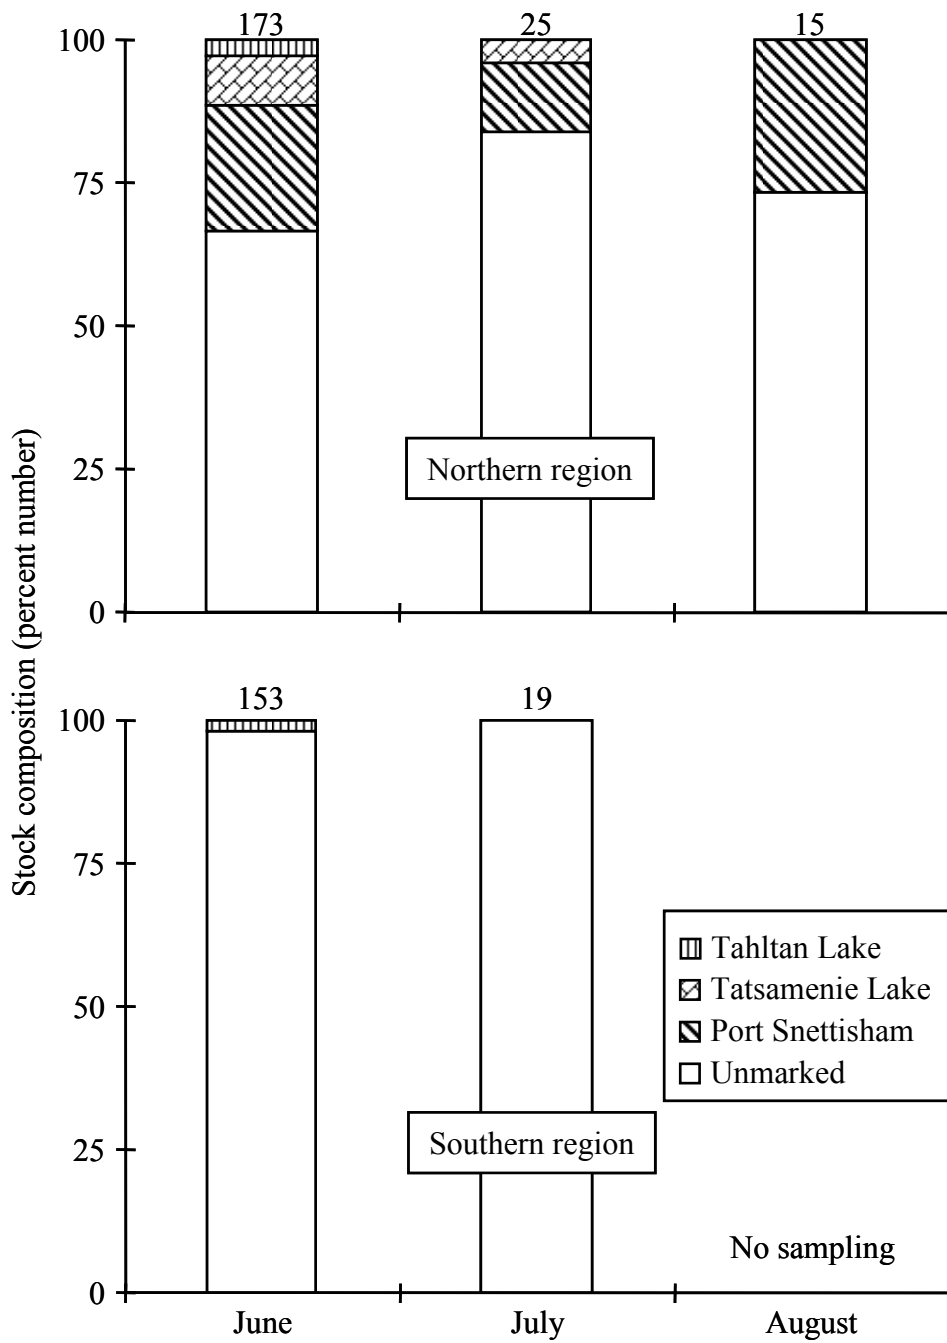 173
25
15
100
75
50
25
0
Northern region
Stock composition (percent number)
153
19
100
75
50
25
0
Tahltan Lake
Tatsamenie Lake
Port Snettisham
Unmarked
Southern region
No sampling
June
July
August